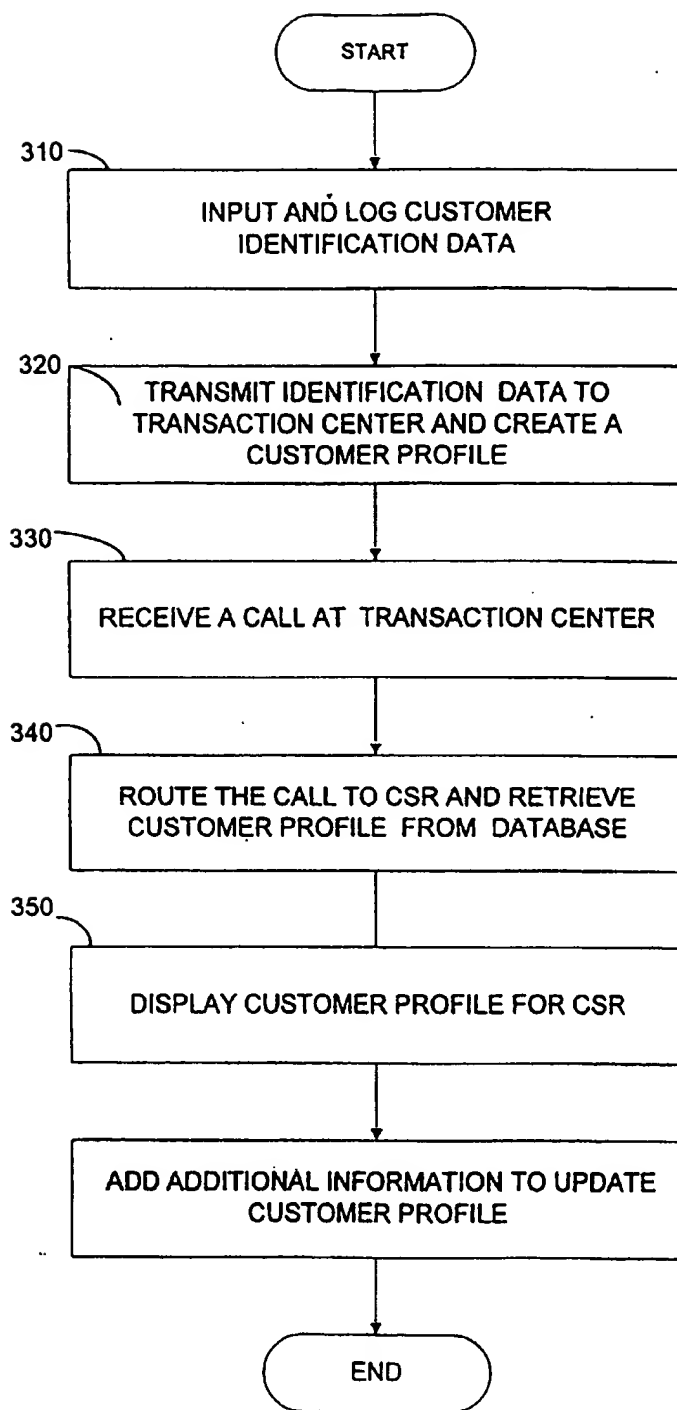 START
310
INPUT AND LOG CUSTOMER
IDENTIFICATION DATA
320
TRANSMIT IDENTIFICATION DATA TO
TRANSACTION CENTER AND CREATE A
CUSTOMER PROFILE
330
RECEIVE A CALL AT TRANSACTION CENTER
340
ROUTE THE CALL TO CSR AND RETRIEVE
CUSTOMER PROFILE FROM DATABASE
350
DISPLAY CUSTOMER PROFILE FOR CSR
ADD ADDITIONAL INFORMATION TO UPDATE
CUSTOMER PROFILE
END